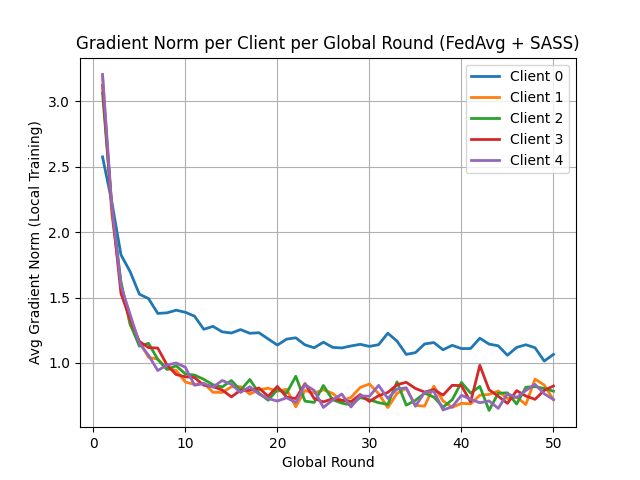 Gradient Norm per Client per Global Round (FedAvg + SASS)
Avg Gradient Norm (Local Training)
3.0
2.5
2.0
1.5
1.0
Client 0
Client 1
Client 2
Client 3
Client 4
0 10 20 30 40 50
Global Round